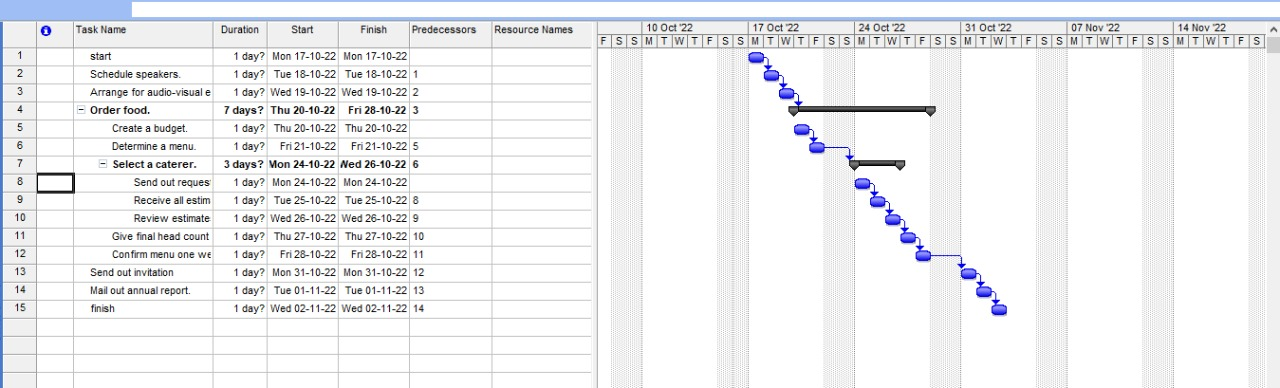 10 Oct '22 17 Oct '22 24 Oct '22 31 Oct '22 07 Nov '22 14 Nov '22
Task Name Duration Start Finish Predecessors Resource Names
F S S M T W T F S S M T W T F S S M T W T F S S M T W T F S S M T W T F S S M T W T F S
1 start 1 day? Mon 17-10-22 Mon 17-10-22
2 Schedule speakers. 1 day? Tue 18-10-22 Tue 18-10-22 1
3 Arrange for audio-visual e 1 day? Wed 19-10-22 Wed 19-10-22 2
4 Order food. 7 days? Thu 20-10-22 Fri 28-10-22 3
5 Create a budget. 1 day? Thu 20-10-22 Thu 20-10-22
6 Determine a menu. 1 day? Fri 21-10-22 Fri 21-10-22 5
7 Select a caterer. 3 days? Mon 24-10-22 Wed 26-10-22 6
8 Send out reques 1 day? Mon 24-10-22 Mon 24-10-22
9 Receive all estim 1 day? Tue 25-10-22 Tue 25-10-22 8
10 Review estimate 1 day? Wed 26-10-22 Wed 26-10-22 9
11 Give final head count 1 day? Thu 27-10-22 Thu 27-10-22 10
12 Confirm menu one we 1 day? Fri 28-10-22 Fri 28-10-22 11
13 Send out invitation 1 day? Mon 31-10-22 Mon 31-10-22 12
14 Mail out annual report. 1 day? Tue 01-11-22 Tue 01-11-22 13
15 finish 1 day? Wed 02-11-22 Wed 02-11-22 14